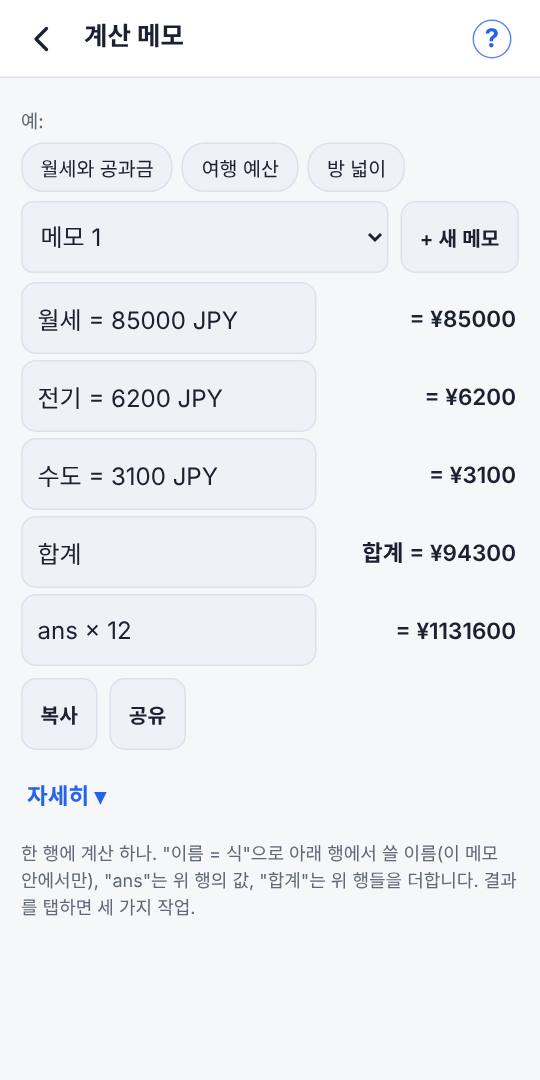 계산 메모
?
예:
월세와 공과금
여행 예산
방 넓이
메모 1
+ 새 메모
월세 = 85000 JPY
= ¥85000
전기 = 6200 JPY
= ¥6200
수도 = 3100 JPY
= ¥3100
합계
합계 = ¥94300
ans × 12
= ¥1131600
복사
공유
자세히 ▼
한 행에 계산 하나. "이름 = 식"으로 아래 행에서 쓸 이름(이 메모
안에서만), "ans"는 위 행의 값, "합계"는 위 행들을 더합니다. 결과
를 탭하면 세 가지 작업.